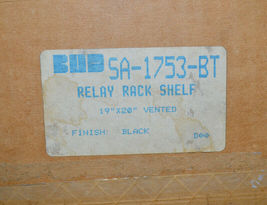 BUD SA-1753-BT
RELAY RACK SHELF
19"X20" VENTED
FINISH: BLACK